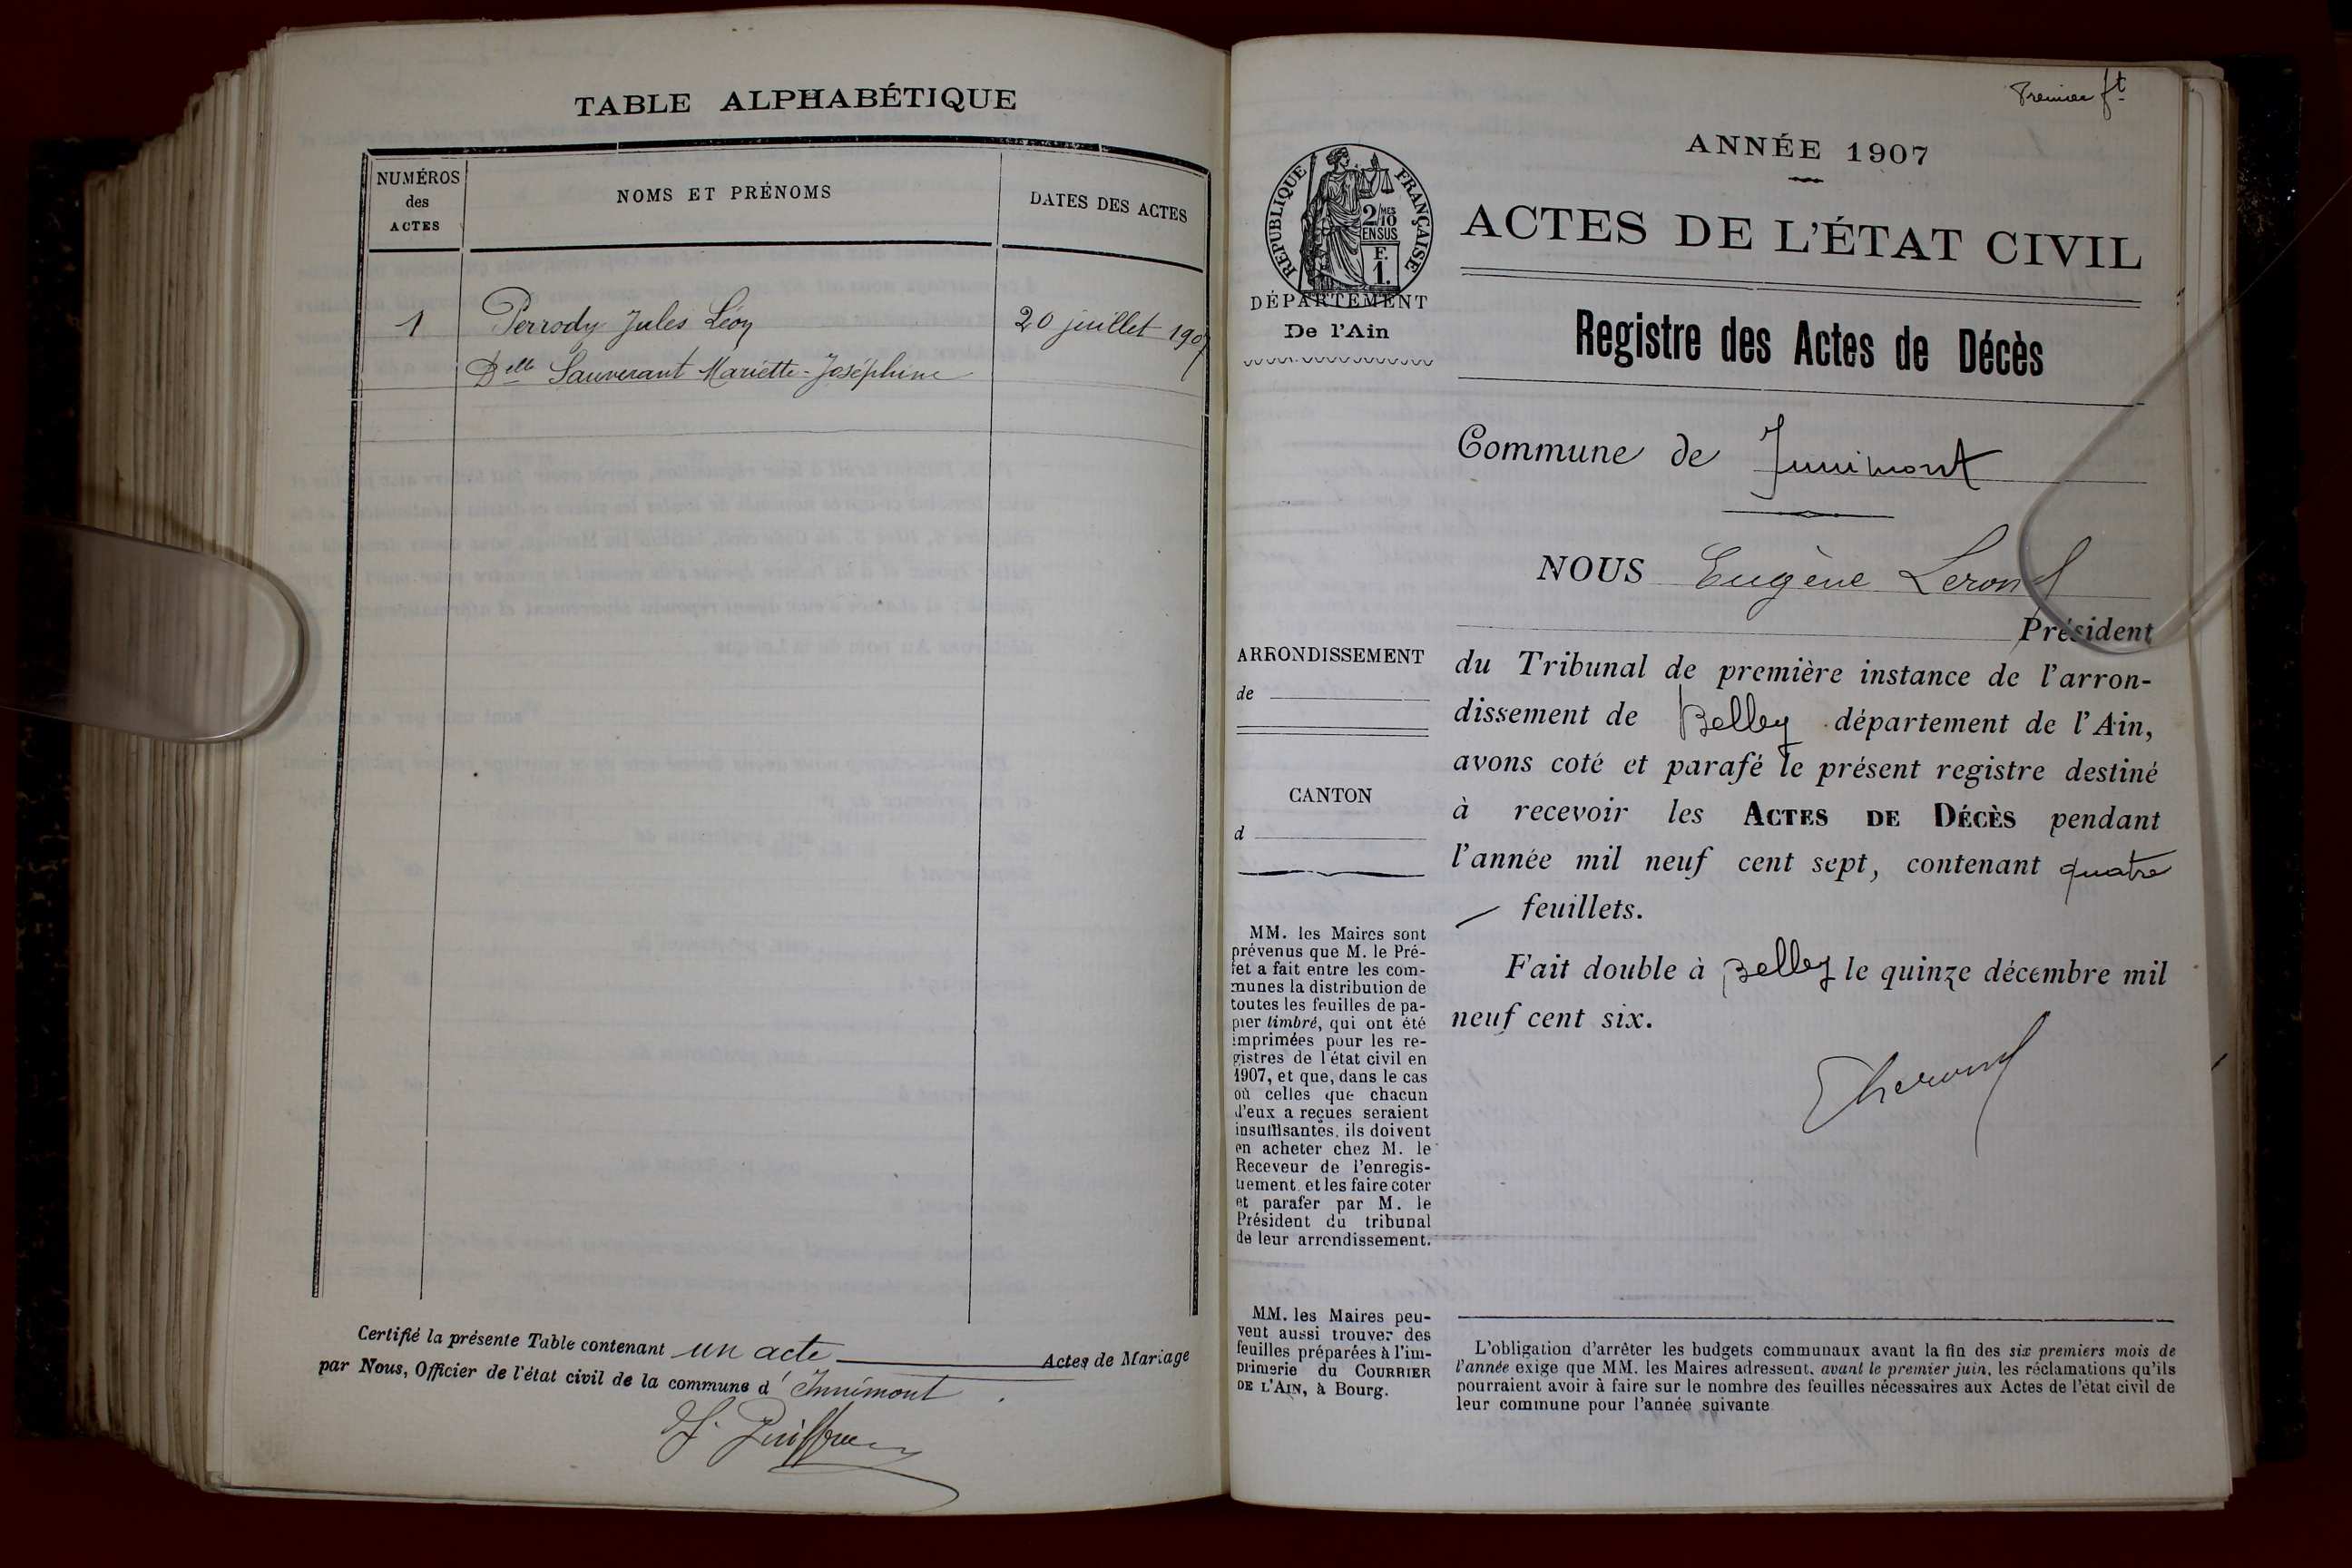 TABLE ALPHABÉTIQUE
NUMÉROS
des
ACTES
NOMS ET PRÉNOMS
DATES DES ACTES
1
Perrody Jules Léon
20 juillet 1907
Delle Sauverant Mariette-Joséphine
Certifié la présente Table contenant un acte Actes de Mariage
par Nous, Officier de l'état civil de la commune d'Innimont
Premier ft
ANNÉE 1907
RÉPUBLIQUE FRANÇAISE
2/10 MES
EN SUS
F.
1.
DÉPARTEMENT
De l'Ain
ACTES DE L'ÉTAT CIVIL
Registre des Actes de Décès
Commune de Innimont
NOUS Eugène Lerond
Président
du Tribunal de première instance de l'arron-
dissement de Belley département de l'Ain,
avons coté et parafé le présent registre destiné
à recevoir les ACTES DE DÉCÈS pendant
l'année mil neuf cent sept, contenant quatre
feuillets.
Fait double à Belley le quinze décembre mil
neuf cent six.
ELerond
ARRONDISSEMENT
de
CANTON
d
MM. les Maires sont
prévenus que M. le Pré-
fet a fait entre les com-
munes la distribution de
toutes les feuilles de pa-
pier timbré, qui ont été
imprimées pour les re-
gistres de l'état civil en
1907, et que, dans le cas
où celles que chacun
d'eux a reçues seraient
insuffisantes, ils doivent
en acheter chez M. le
Receveur de l'enregis-
trement et les faire coter
et parafer par M. le
Président du tribunal
de leur arrondissement.
MM. les Maires peu-
vent aussi trouver des
feuilles préparées à l'im-
primerie du COURRIER
DE L'AIN, à Bourg.
L'obligation d'arrêter les budgets communaux avant la fin des six premiers mois de
l'année exige que MM. les Maires adressent, avant le premier juin, les réclamations qu'ils
pourraient avoir à faire sur le nombre des feuilles nécessaires aux Actes de l'état civil de
leur commune pour l'année suivante